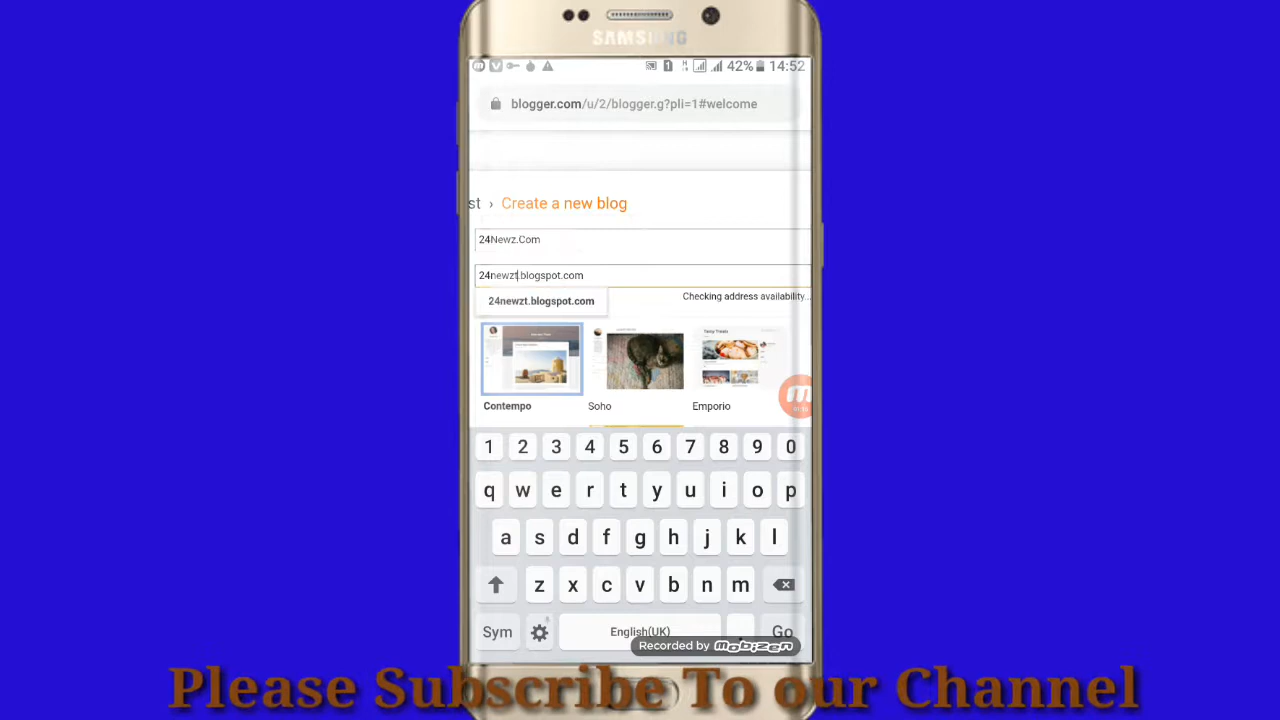 SAMSUNG
1 42% 14:52
blogger.com/u/2/blogger.g?pli=1#welcome
st › Create a new blog
24Newz.Com
24newzt.blogspot.com
24newzt.blogspot.com
Checking address availability...
Contempo Soho Emporio
1 2 3 4 5 6 7 8 9 0
q w e r t y u i o p
a s d f g h j k l
z x c v b n m
Sym English(UK) Go
Recorded by mobizen
Please Subscribe To our Channel